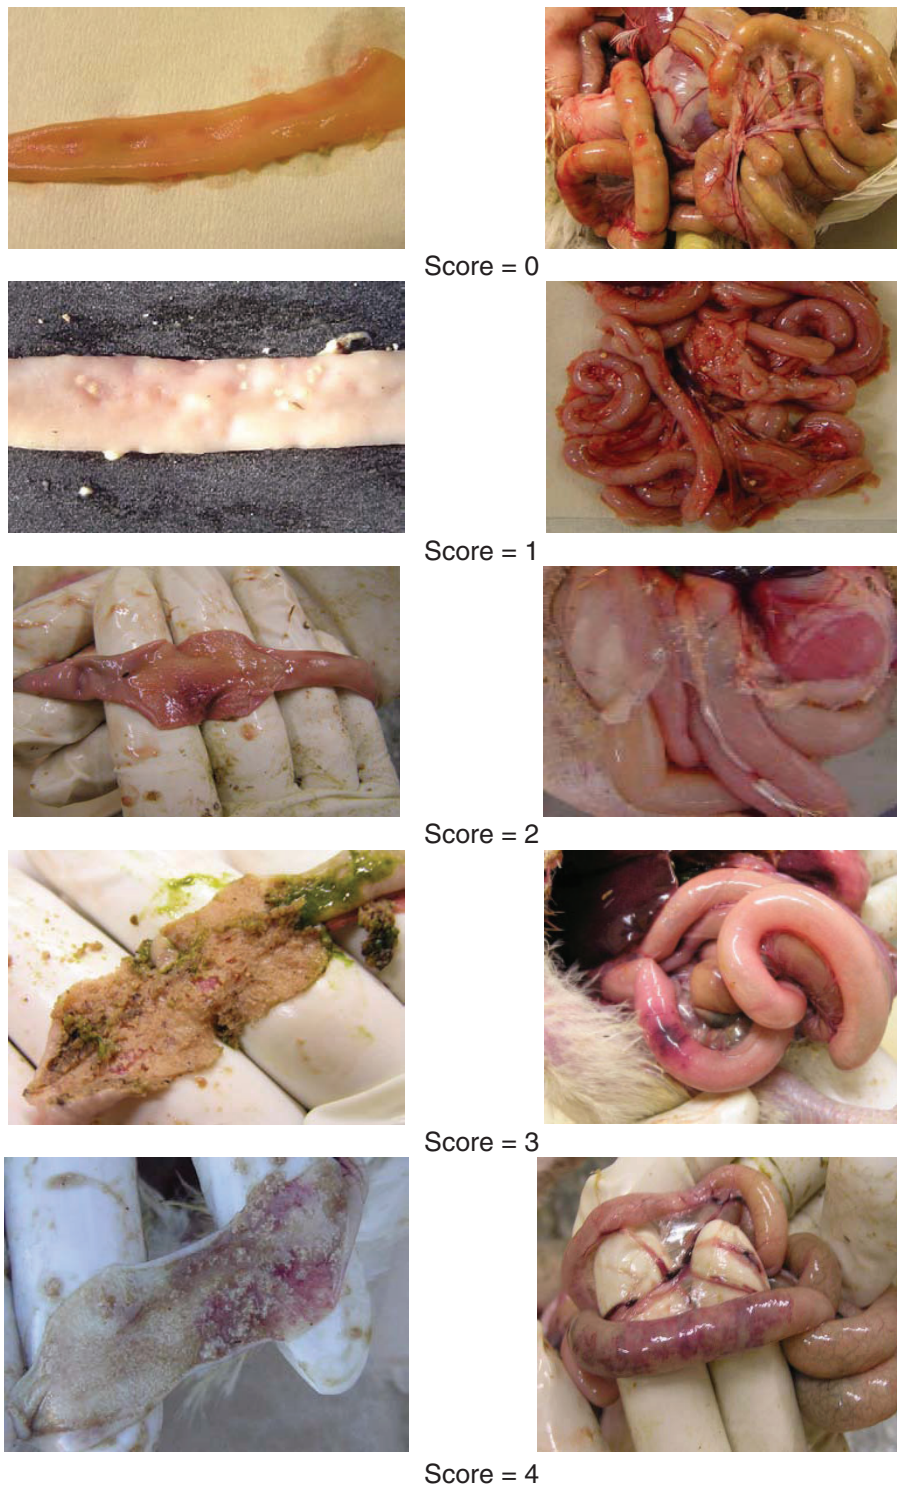 Score = 0
Score = 1
Score = 2
Score = 3
Score = 4